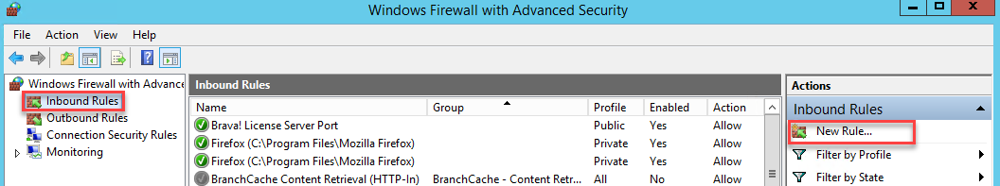 Windows Firewall with Advanced Security
File Action View Help
Windows Firewall with Advance
Inbound Rules
Outbound Rules
Connection Security Rules
Monitoring
Inbound Rules
Name Group Profile Enabled Action
Brava! License Server Port Public Yes Allow
Firefox (C:\Program Files\Mozilla Firefox) Private Yes Allow
Firefox (C:\Program Files\Mozilla Firefox) Private Yes Allow
BranchCache Content Retrieval (HTTP-In) BranchCache - Content Retr... All No Allow
Actions
Inbound Rules
New Rule...
Filter by Profile
Filter by State